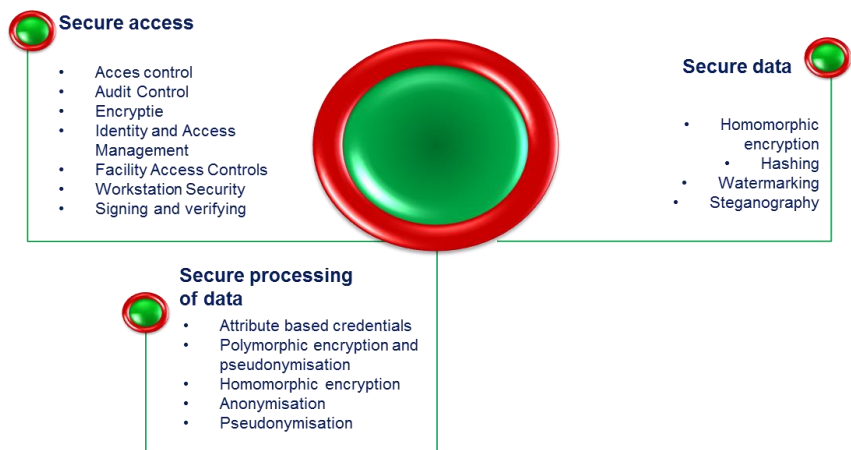 Secure access
• Acces control
• Audit Control
• Encryptie
• Identity and Access
Management
• Facility Access Controls
• Workstation Security
• Signing and verifying
Secure data
• Homomorphic
encryption
• Hashing
• Watermarking
• Steganography
Secure processing
of data
• Attribute based credentials
• Polymorphic encryption and
pseudonymisation
• Homomorphic encryption
• Anonymisation
• Pseudonymisation